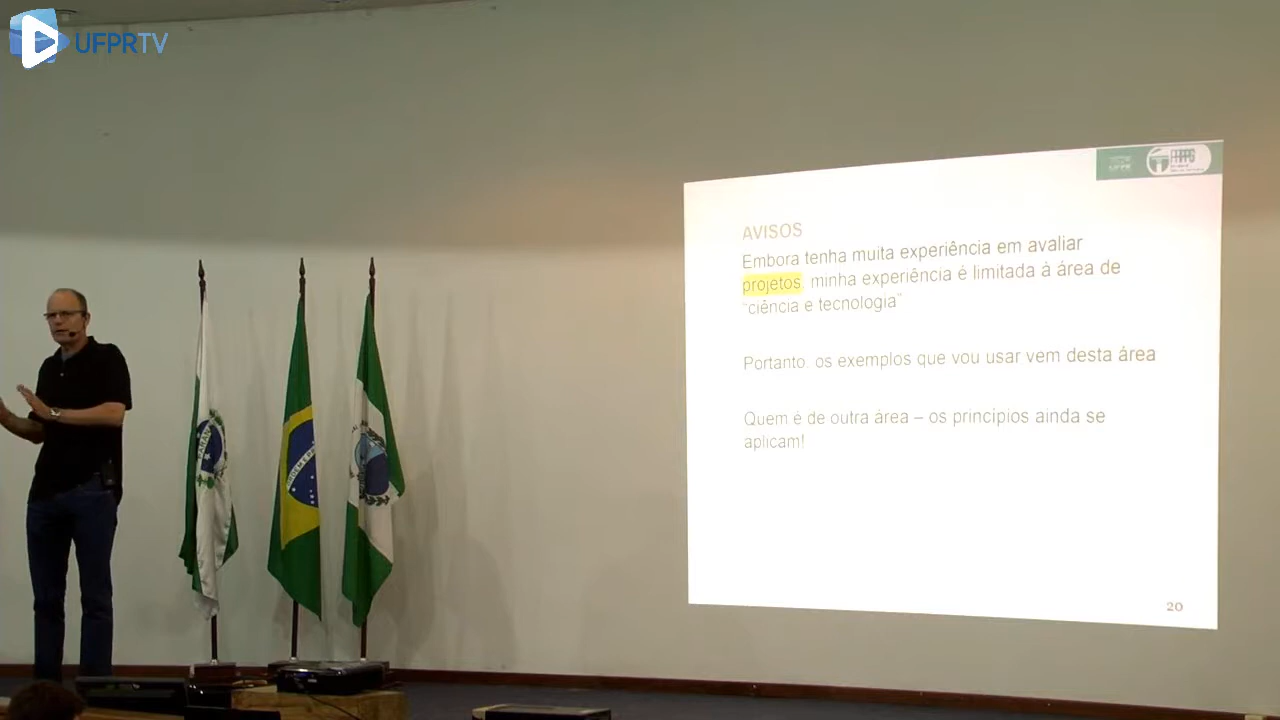 UFPRTV
UFPR
AVISOS
Embora tenha muita experiência em avaliar
projetos, minha experiência é limitada à área de
"ciência e tecnologia"
Portanto, os exemplos que vou usar vem desta área
Quem é de outra área – os princípios ainda se
aplicam!
20